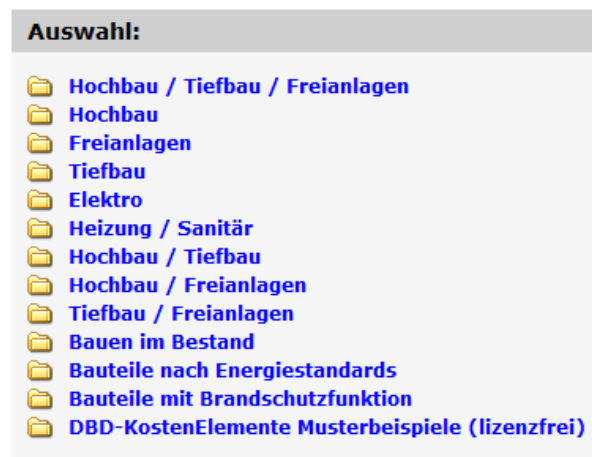 Auswahl:
Hochbau / Tiefbau / Freianlagen
Hochbau
Freianlagen
Tiefbau
Elektro
Heizung / Sanitär
Hochbau / Tiefbau
Hochbau / Freianlagen
Tiefbau / Freianlagen
Bauen im Bestand
Bauteile nach Energiestandards
Bauteile mit Brandschutzfunktion
DBD-KostenElemente Musterbeispiele (lizenzfrei)